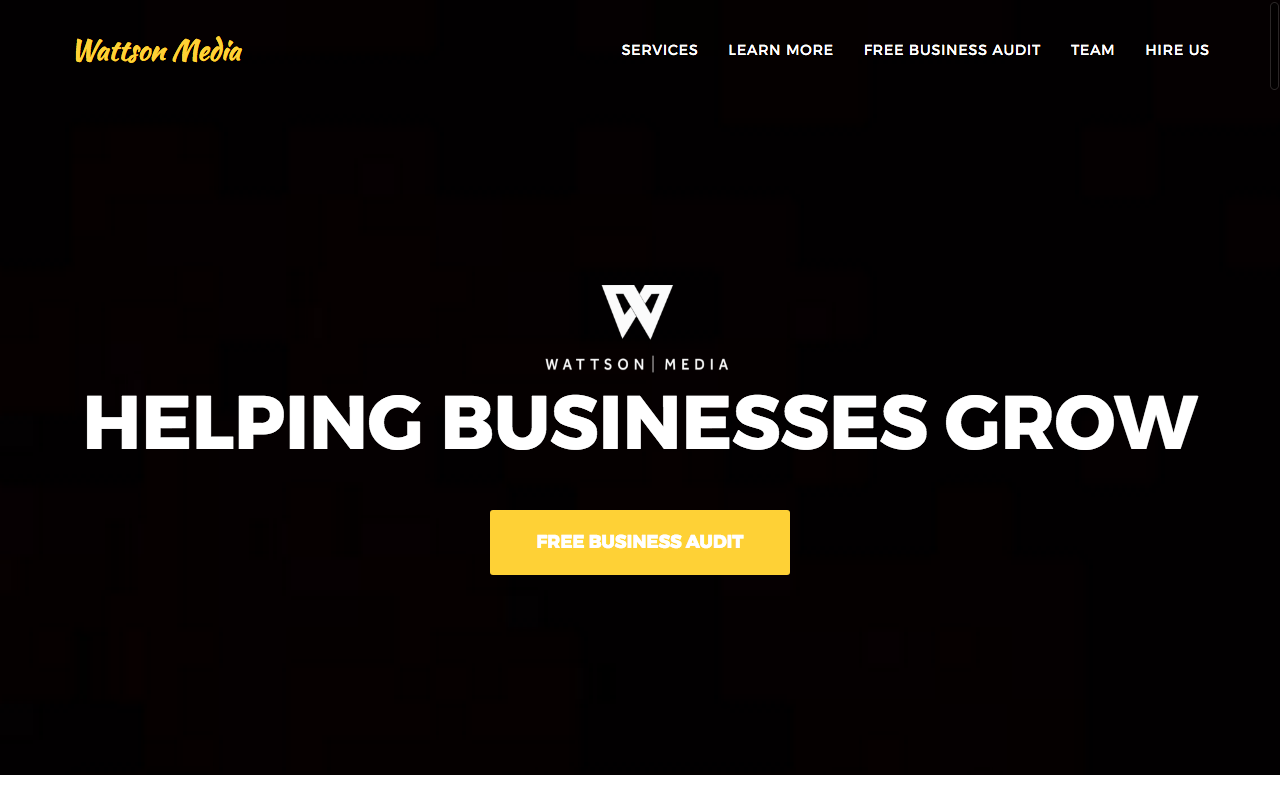 Wattson Media
SERVICES LEARN MORE FREE BUSINESS AUDIT TEAM HIRE US
W
WATTSON | MEDIA
HELPING BUSINESSES GROW
FREE BUSINESS AUDIT